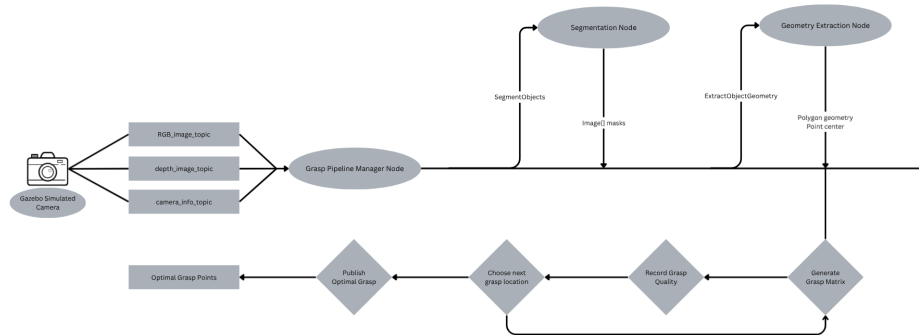 Segmentation Node
Geometry Extraction Node
SegmentObjects
ExtractObjectGeometry
Image[] masks
Polygon geometry
Point center
RGB_image_topic
depth_image_topic
camera_info_topic
Gazebo Simulated
Camera
Grasp Pipeline Manager Node
Optimal Grasp Points
Publish
Optimal Grasp
Choose next
grasp location
Record Grasp
Quality
Generate
Grasp Matrix